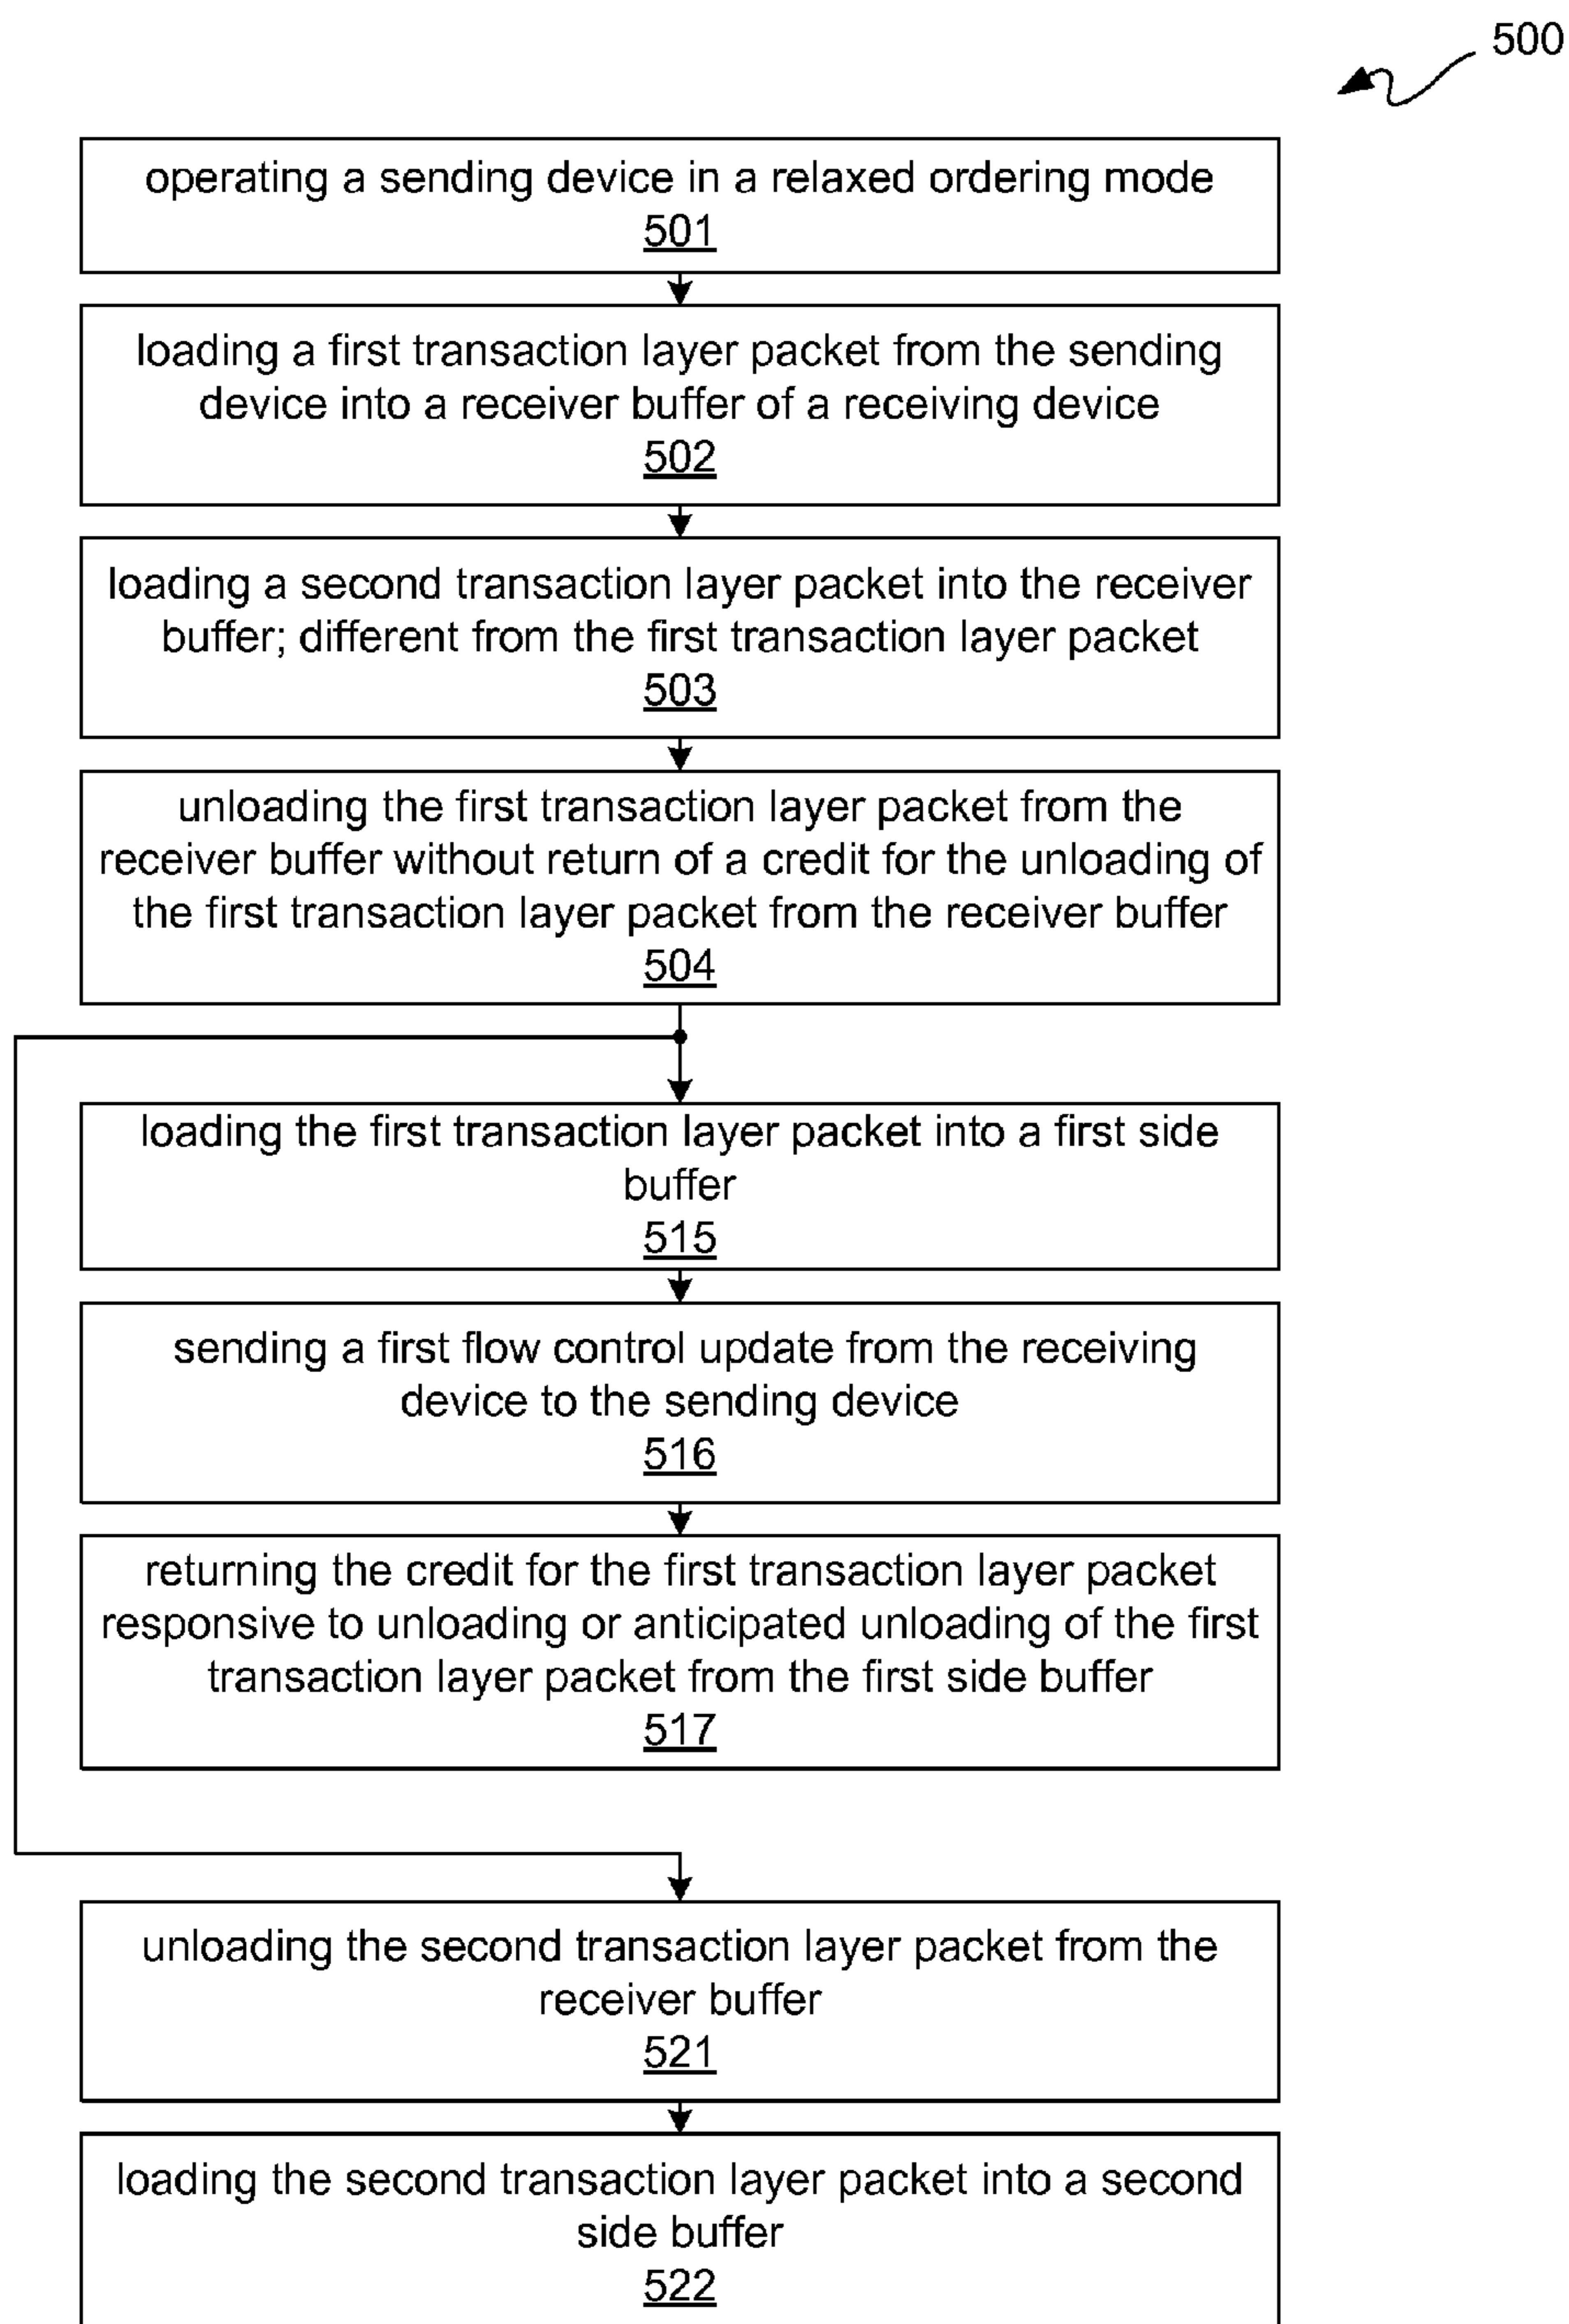 500
operating a sending device in a relaxed ordering mode
501
loading a first transaction layer packet from the sending
device into a receiver buffer of a receiving device
502
loading a second transaction layer packet into the receiver
buffer; different from the first transaction layer packet
503
unloading the first transaction layer packet from the
receiver buffer without return of a credit for the unloading of
the first transaction layer packet from the receiver buffer
504
loading the first transaction layer packet into a first side
buffer
515
sending a first flow control update from the receiving
device to the sending device
516
returning the credit for the first transaction layer packet
responsive to unloading or anticipated unloading of the first
transaction layer packet from the first side buffer
517
unloading the second transaction layer packet from the
receiver buffer
521
loading the second transaction layer packet into a second
side buffer
522